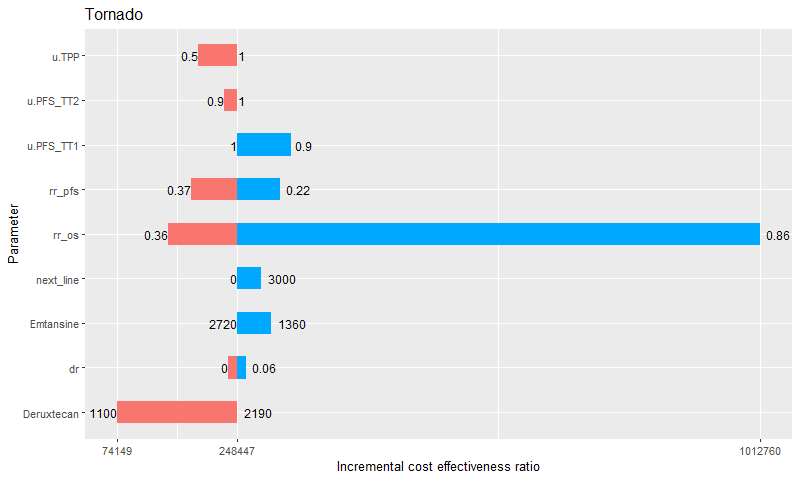 Tornado
u.TPP 0.5 1
u.PFS_TT2 0.9 1
u.PFS_TT1 1 0.9
rr_pfs 0.37 0.22
rr_os 0.36 0.86
next_line 0 3000
Emtansine 2720 1360
dr 0 0.06
Deruxtecan 1100 2190
Parameter
74149 248447 1012760
Incremental cost effectiveness ratio